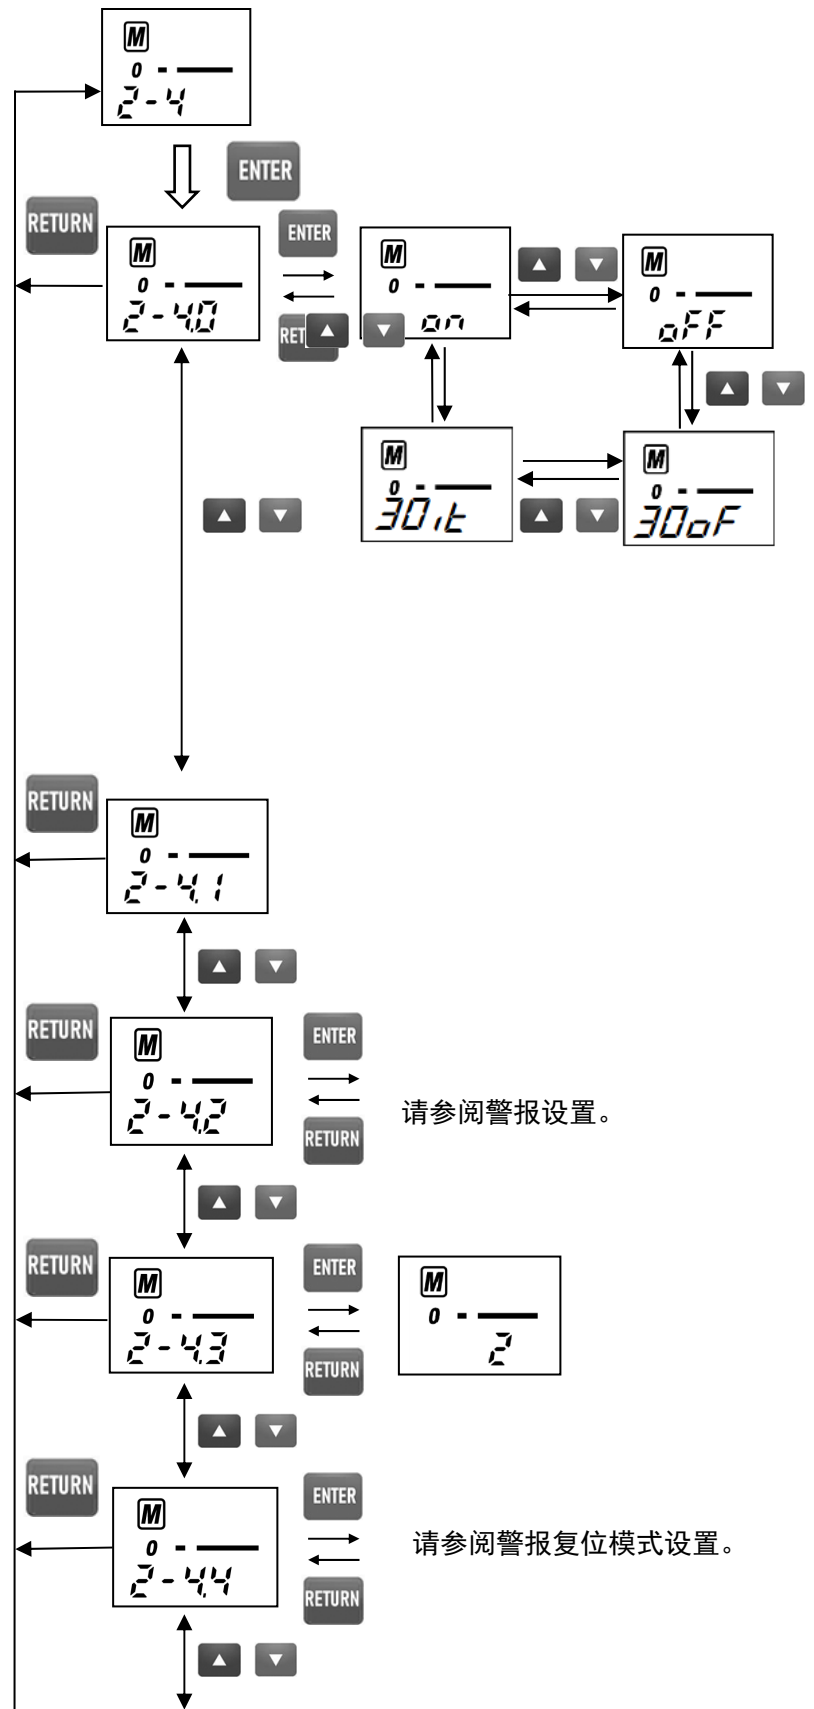 M
0
2-4
ENTER
RETURN
M
0
2-4.0
ENTER
RET
M
0
on
M
0
oFF
M
0
30it
M
0
30oF
RETURN
M
0
2-4.1
RETURN
M
0
2-4.2
ENTER
RETURN
请参阅警报设置。
RETURN
M
0
2-4.3
ENTER
RETURN
M
0
2
RETURN
M
0
2-4.4
ENTER
RETURN
请参阅警报复位模式设置。